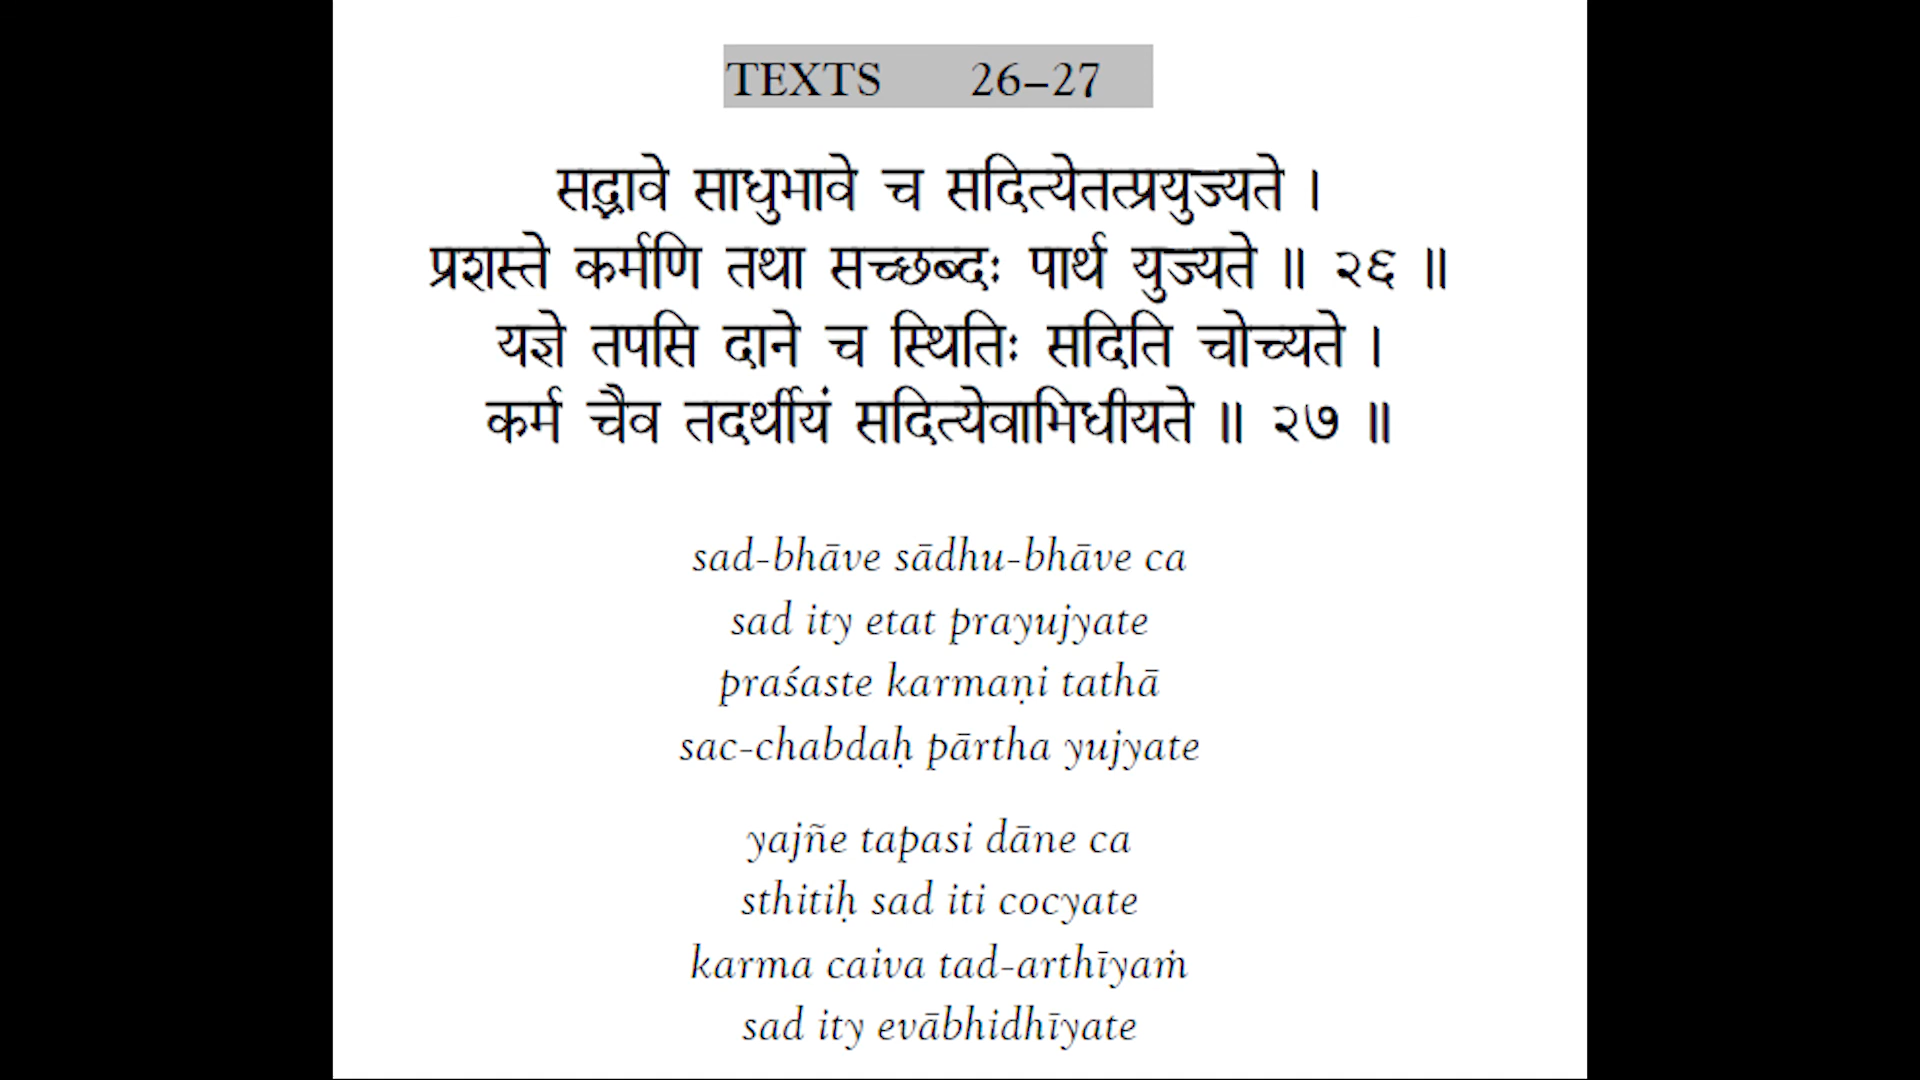 TEXTS 26–27
सद्भावे साधुभावे च सदित्येतत्प्रयुज्यते ।
प्रशस्ते कर्मणि तथा सच्छब्दः पार्थ युज्यते ॥ २६ ॥
यज्ञे तपसि दाने च स्थितिः सदिति चोच्यते ।
कर्म चैव तदर्थीयं सदित्येवाभिधीयते ॥ २७ ॥
sad-bhāve sādhu-bhāve ca
sad ity etat prayujyate
praśaste karmaṇi tathā
sac-chabdaḥ pārtha yujyate
yajñe tapasi dāne ca
sthitiḥ sad iti cocyate
karma caiva tad-arthīyaṁ
sad ity evābhidhīyate